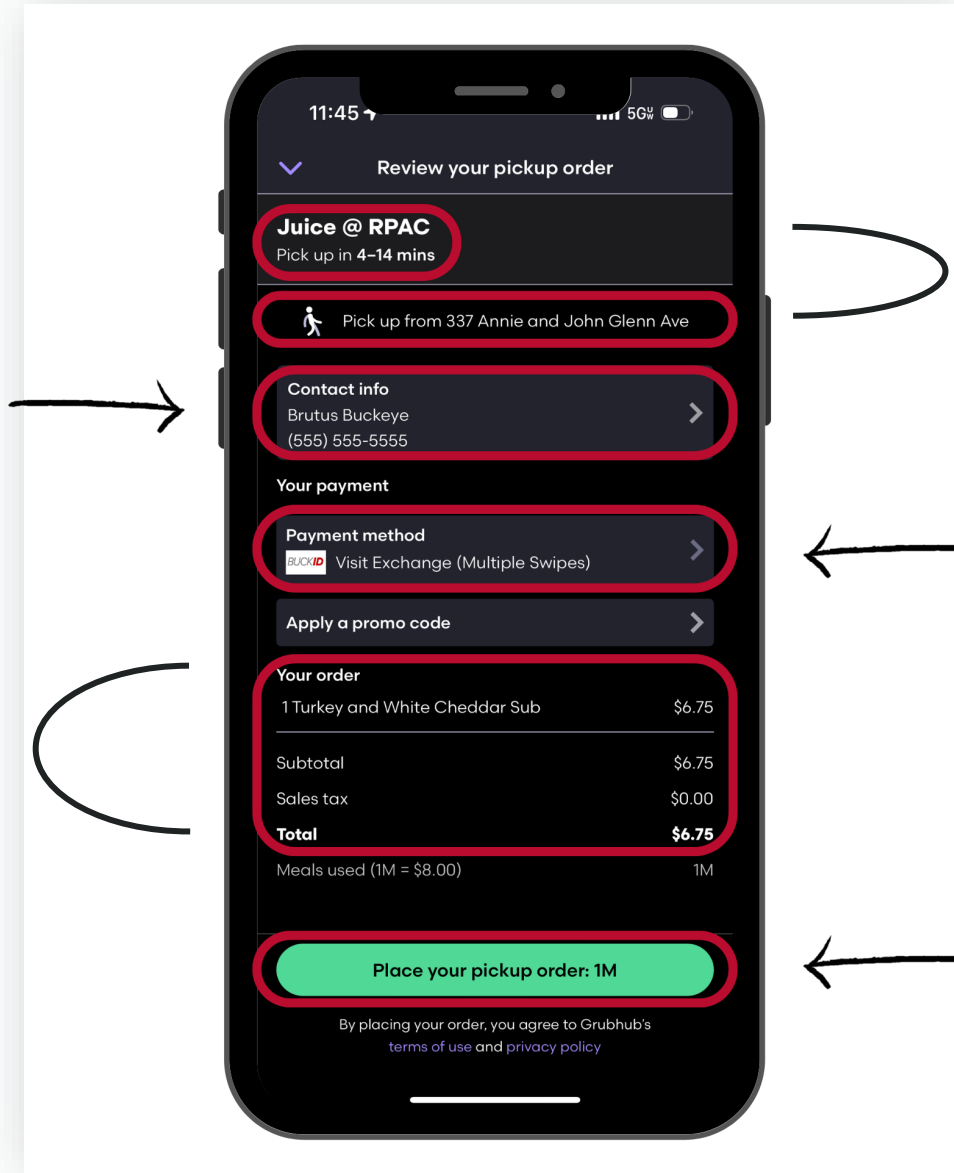 11:45 5GUW
Review your pickup order
Juice @ RPAC
Pick up in 4–14 mins
Pick up from 337 Annie and John Glenn Ave
Contact info
Brutus Buckeye
(555) 555-5555
Your payment
Payment method
BUCKID Visit Exchange (Multiple Swipes)
Apply a promo code
Your order
1 Turkey and White Cheddar Sub $6.75
Subtotal $6.75
Sales tax $0.00
Total $6.75
Meals used (1M = $8.00) 1M
Place your pickup order: 1M
By placing your order, you agree to Grubhub's
terms of use and privacy policy